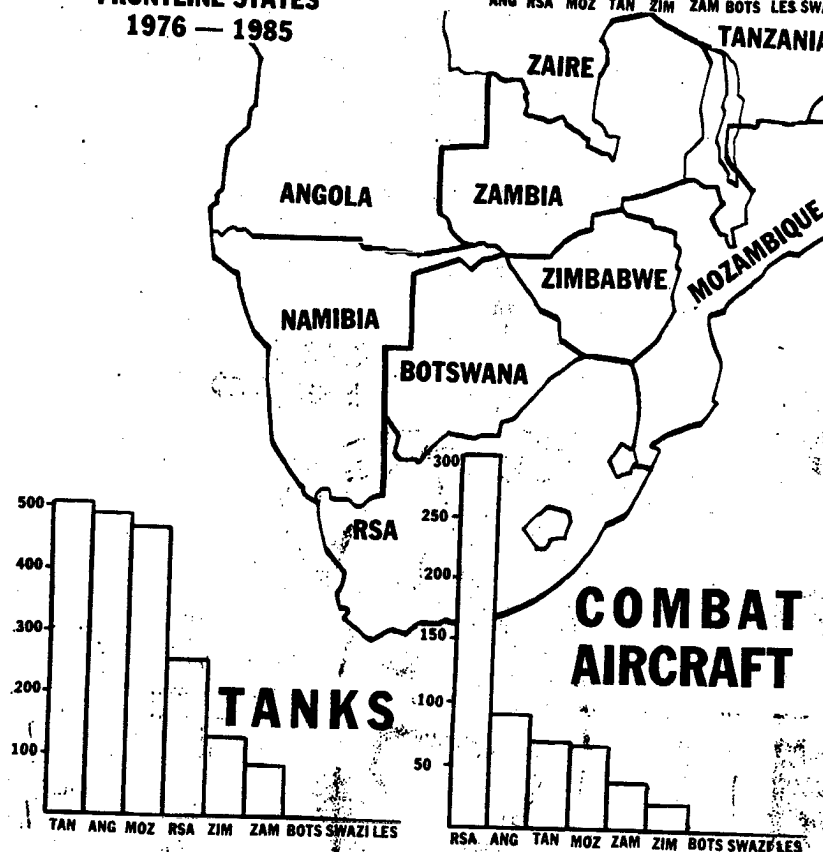 FRONTLINE STATES
1976 — 1985
ANG RSA MOZ TAN ZIM ZAM BOTS LES SWA
TANZANIA
ZAIRE
ANGOLA
ZAMBIA
MOZAMBIQUE
ZIMBABWE
NAMIBIA
BOTSWANA
RSA
500
400
300
200
100
TANKS
TAN ANG MOZ RSA ZIM ZAM BOTS SWAZI LES
300
250
200
150
100
50
COMBAT
AIRCRAFT
RSA ANG TAN MOZ ZAM ZIM BOTS SWAZI LES